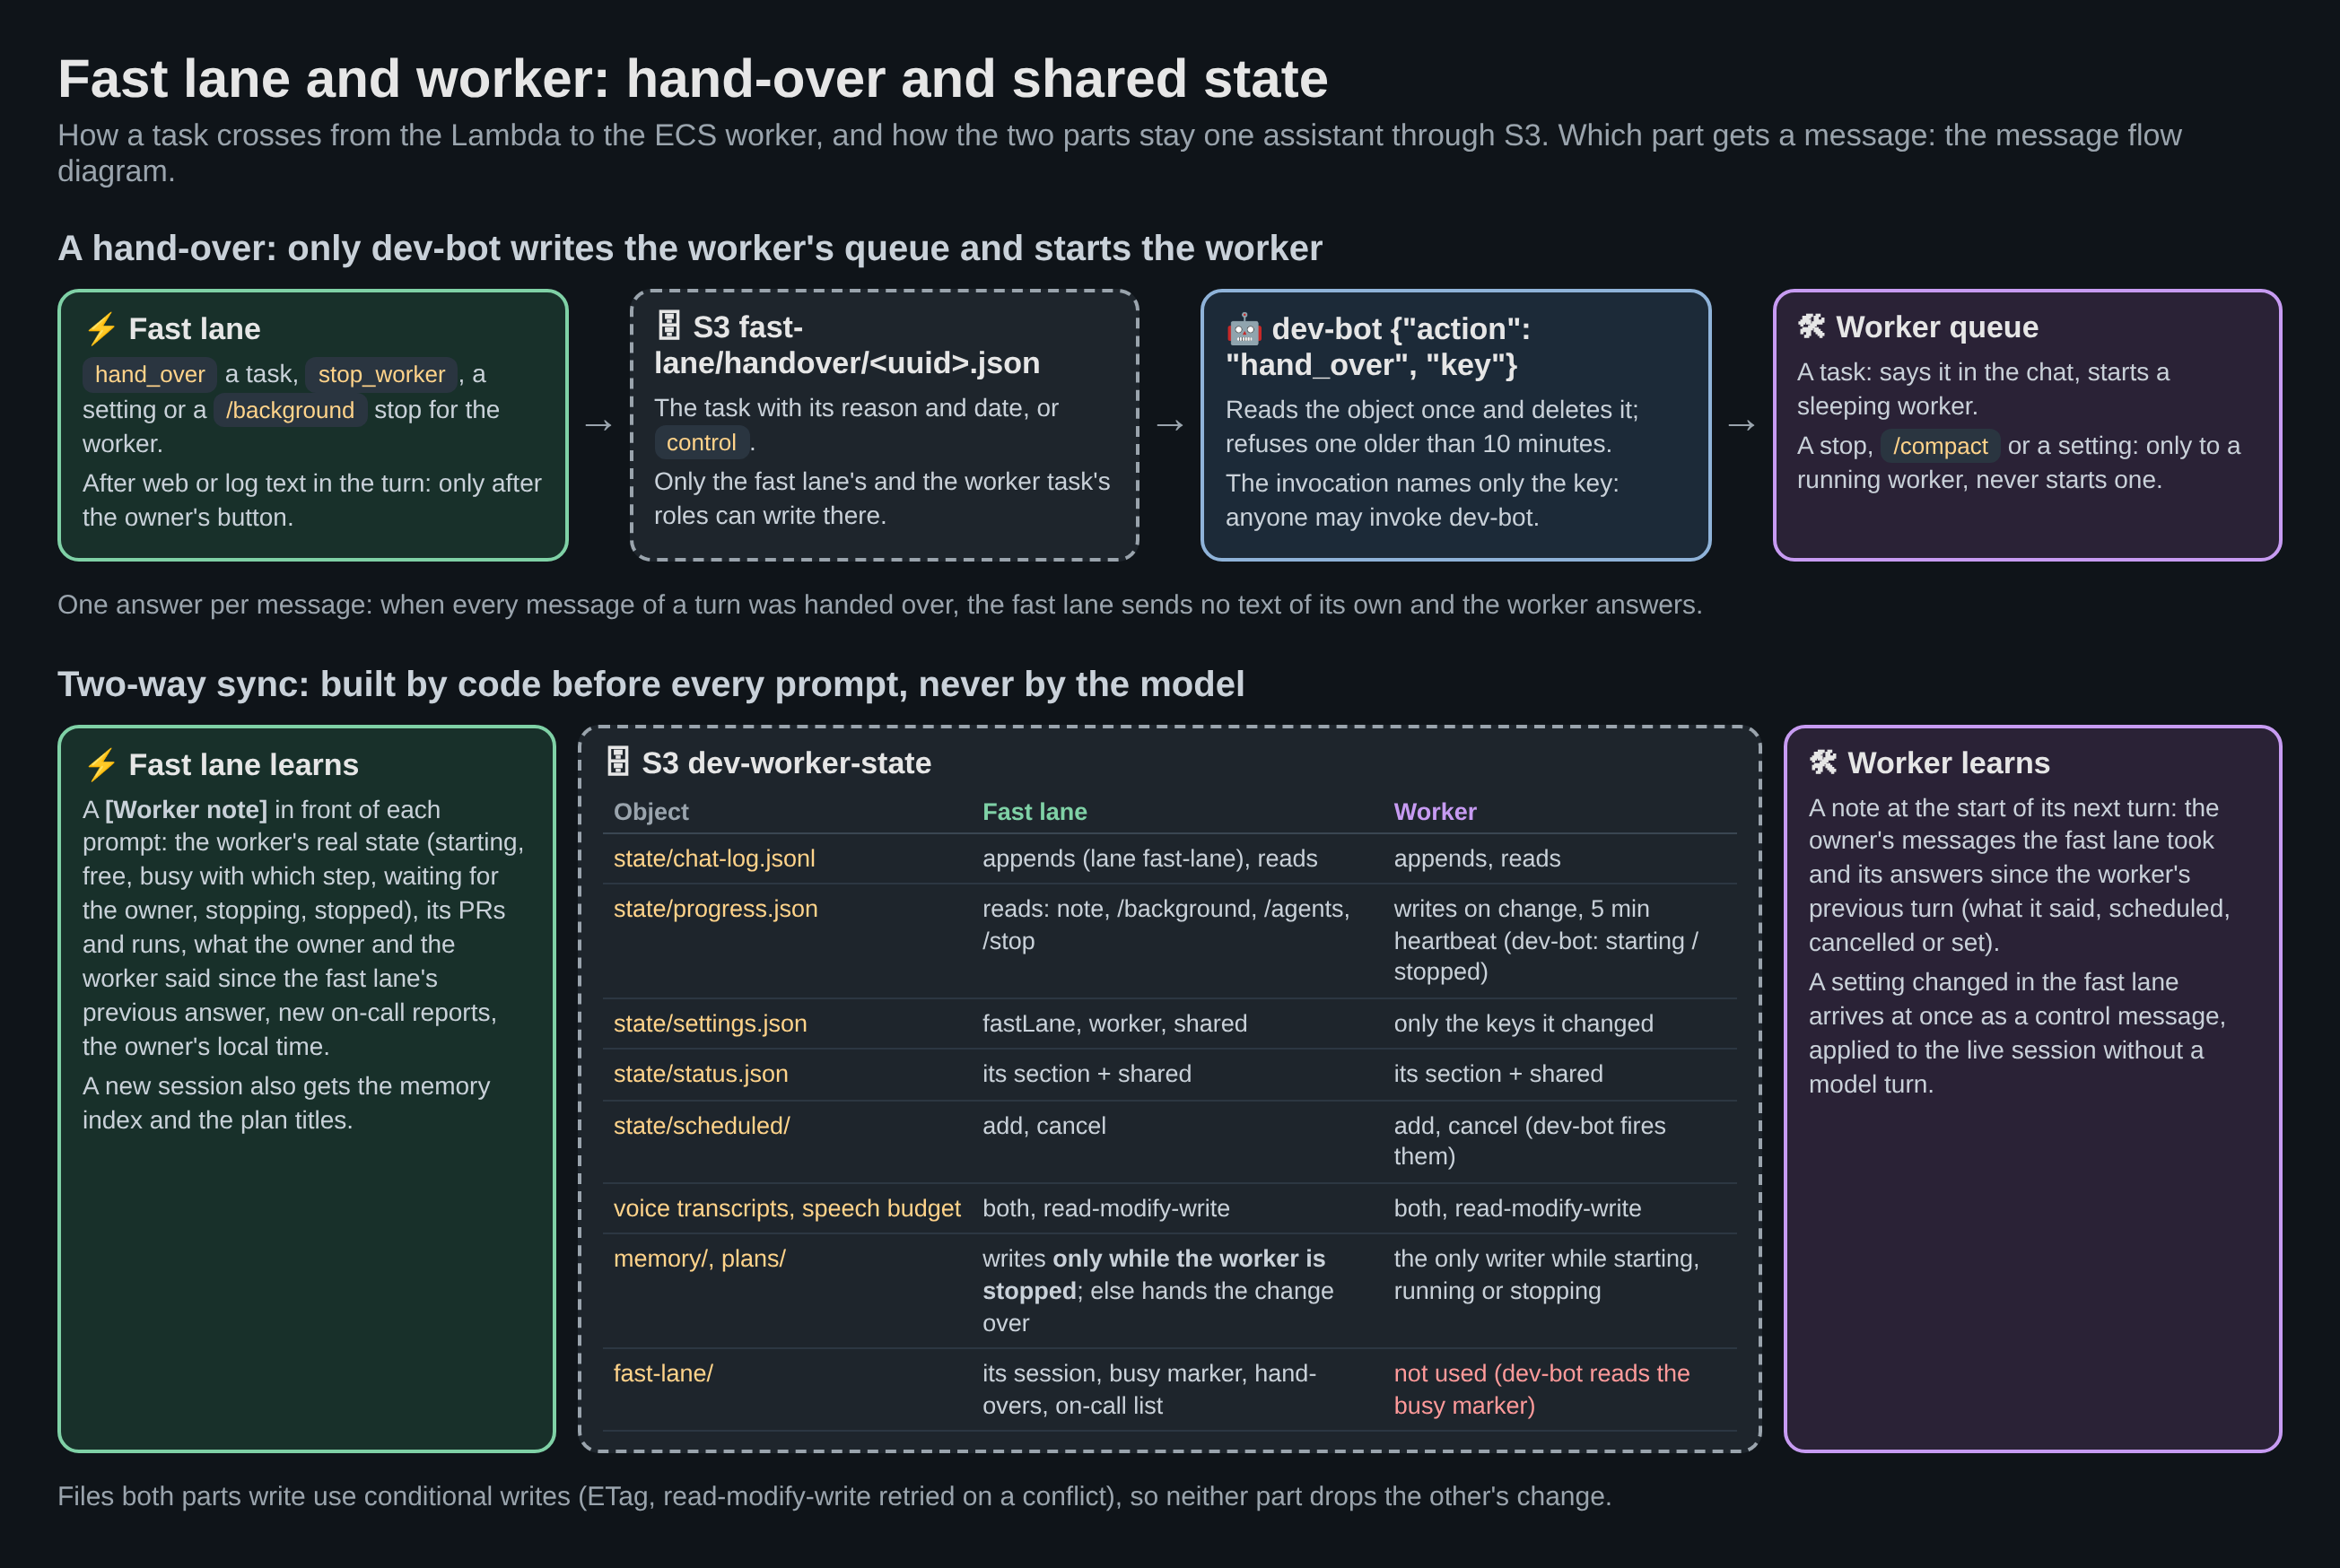 Fast lane and worker: hand-over and shared state
How a task crosses from the Lambda to the ECS worker, and how the two parts stay one assistant through S3. Which part gets a message: the message flow
diagram.
A hand-over: only dev-bot writes the worker's queue and starts the worker
⚡ Fast lane
hand_over a task, stop_worker, a
setting or a /background stop for the
worker.
After web or log text in the turn: only after
the owner's button.
→
🗄 S3 fast-
lane/handover/<uuid>.json
The task with its reason and date, or
control.
Only the fast lane's and the worker task's
roles can write there.
→
🤖 dev-bot {"action":
"hand_over", "key"}
Reads the object once and deletes it;
refuses one older than 10 minutes.
The invocation names only the key:
anyone may invoke dev-bot.
→
🛠 Worker queue
A task: says it in the chat, starts a
sleeping worker.
A stop, /compact or a setting: only to a
running worker, never starts one.
One answer per message: when every message of a turn was handed over, the fast lane sends no text of its own and the worker answers.
Two-way sync: built by code before every prompt, never by the model
⚡ Fast lane learns
A [Worker note] in front of each
prompt: the worker's real state (starting,
free, busy with which step, waiting for
the owner, stopping, stopped), its PRs
and runs, what the owner and the
worker said since the fast lane's
previous answer, new on-call reports,
the owner's local time.
A new session also gets the memory
index and the plan titles.
🗄 S3 dev-worker-state
Object Fast lane Worker
state/chat-log.jsonl appends (lane fast-lane), reads appends, reads
state/progress.json reads: note, /background, /agents, writes on change, 5 min
/stop heartbeat (dev-bot: starting /
stopped)
state/settings.json fastLane, worker, shared only the keys it changed
state/status.json its section + shared its section + shared
state/scheduled/ add, cancel add, cancel (dev-bot fires
them)
voice transcripts, speech budget both, read-modify-write both, read-modify-write
memory/, plans/ writes only while the worker is the only writer while starting,
stopped; else hands the change running or stopping
over
fast-lane/ its session, busy marker, hand- not used (dev-bot reads the
overs, on-call list busy marker)
🛠 Worker learns
A note at the start of its next turn: the
owner's messages the fast lane took
and its answers since the worker's
previous turn (what it said, scheduled,
cancelled or set).
A setting changed in the fast lane
arrives at once as a control message,
applied to the live session without a
model turn.
Files both parts write use conditional writes (ETag, read-modify-write retried on a conflict), so neither part drops the other's change.